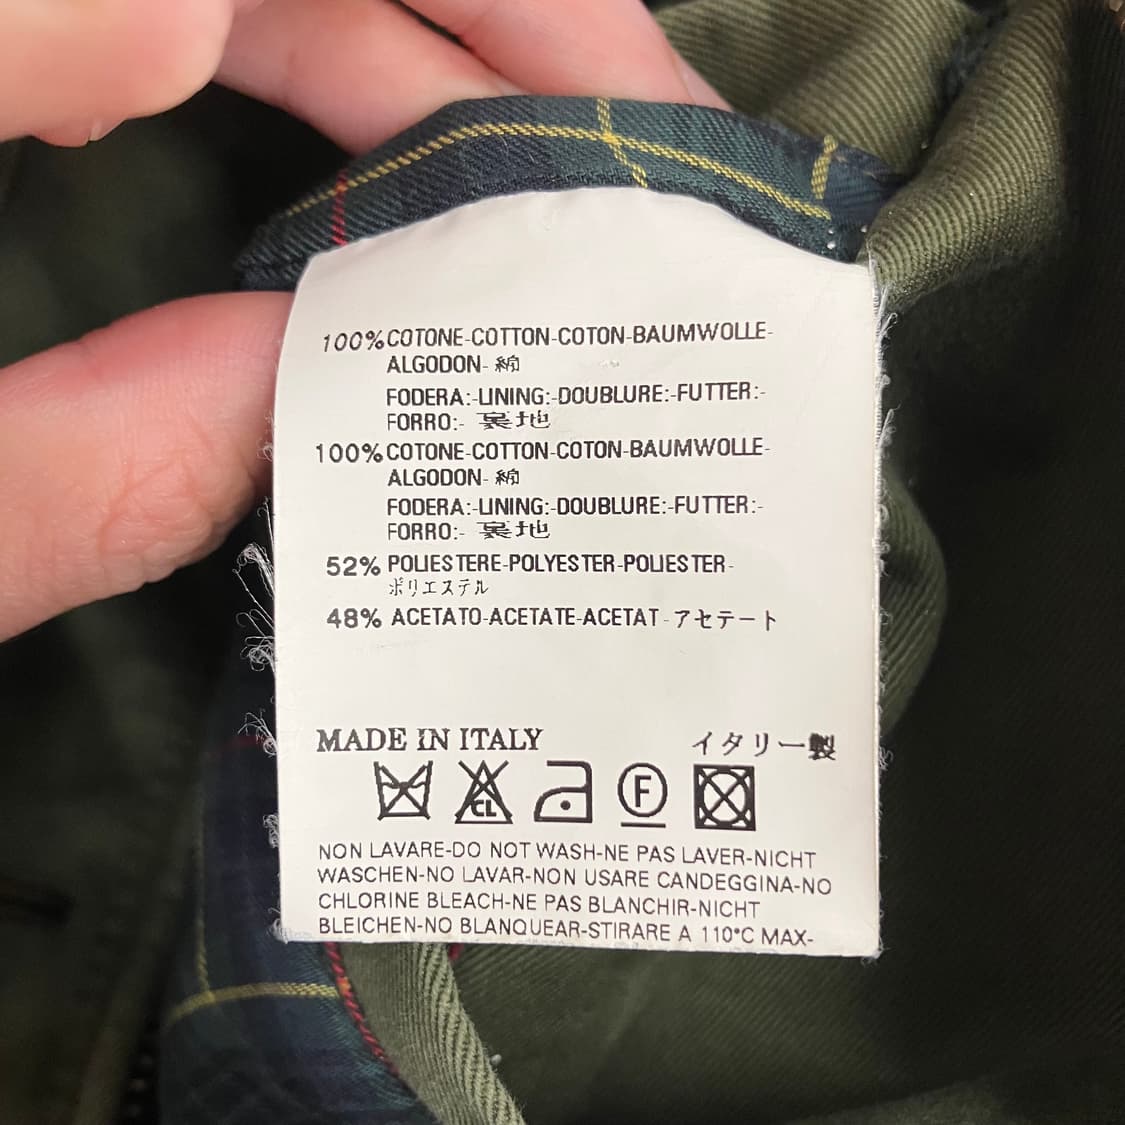 100% COTONE-COTTON-COTON-BAUMWOLLE-
ALGODON- 綿
FODERA:-LINING:-DOUBLURE:-FUTTER:-
FORRO:- 裏地
100% COTONE-COTTON-COTON-BAUMWOLLE-
ALGODON- 綿
FODERA:-LINING:-DOUBLURE:-FUTTER:-
FORRO:- 裏地
52% POLIESTERE-POLYESTER-POLIESTER-
ポリエステル
48% ACETATO-ACETATE-ACETAT-アセテート
MADE IN ITALY イタリー製
CL F
NON LAVARE-DO NOT WASH-NE PAS LAVER-NICHT
WASCHEN-NO LAVAR-NON USARE CANDEGGINA-NO
CHLORINE BLEACH-NE PAS BLANCHIR-NICHT
BLEICHEN-NO BLANQUEAR-STIRARE A 110°C MAX-